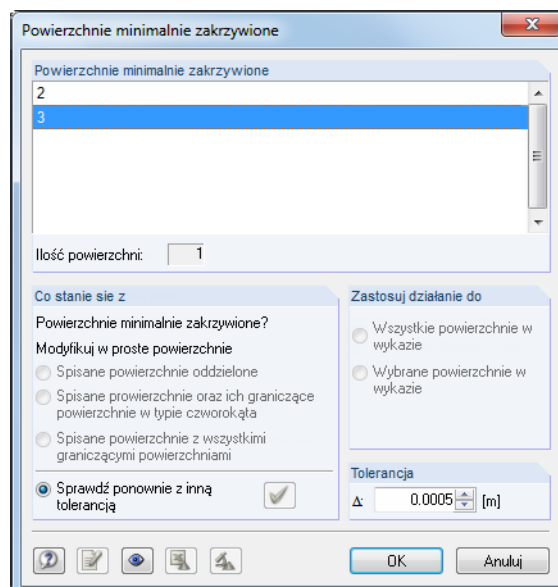 Powierzchnie minimalnie zakrzywione
Powierzchnie minimalnie zakrzywione
2
3
Ilość powierzchni: 1
Co stanie sie z
Powierzchnie minimalnie zakrzywione?
Modyfikuj w proste powierzchnie
Spisane powierzchnie oddzielone
Spisane prowierzchnie oraz ich graniczące
powierzchnie w typie czworokąta
Spisane powierzchnie z wszystkimi
graniczącymi powierzchniami
Sprawdź ponownie z inną
tolerancją
Zastosuj działanie do
Wszystkie powierzchnie w
wykazie
Wybrane powierzchnie w
wykazie
Tolerancja
Δ: 0.0005 [m]
OK
Anuluj